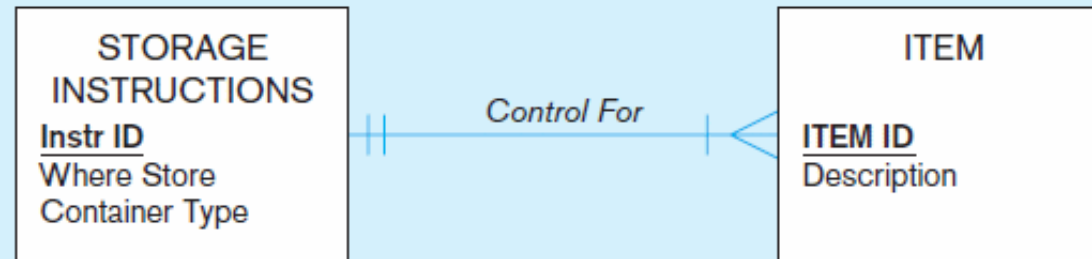 STORAGE
INSTRUCTIONS
Instr ID
Where Store
Container Type
Control For
ITEM
ITEM ID
Description